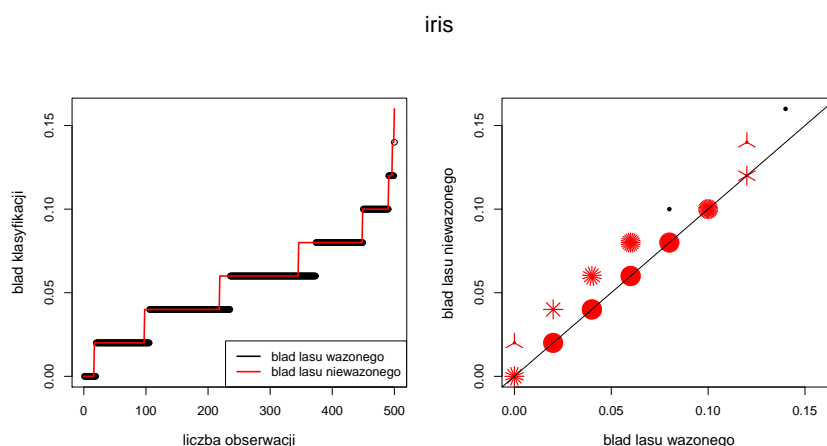 iris
blad klasyfikacji
0.15
0.10
0.05
0.00
0 100 200 300 400 500
liczba obserwacji
blad lasu wazonego
blad lasu niewazonego
blad lasu niewazonego
0.15
0.10
0.05
0.00
0.00 0.05 0.10 0.15
blad lasu wazonego